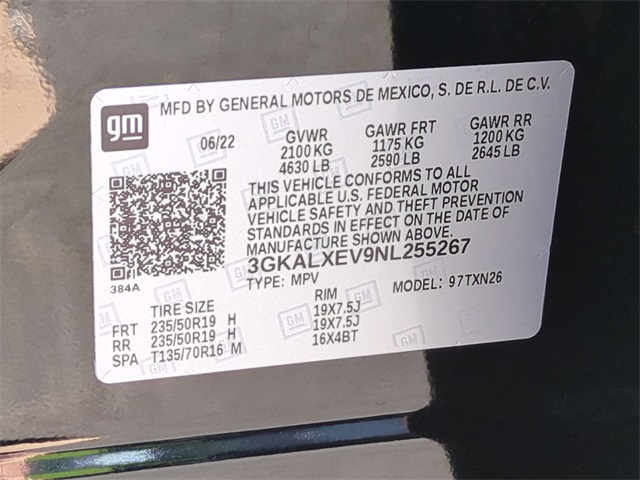 gm
MFD BY GENERAL MOTORS DE MEXICO, S. DE R.L. DE C.V.
06/22 GVWR GAWR FRT GAWR RR
2100 KG 1175 KG 1200 KG
4630 LB 2590 LB 2645 LB
THIS VEHICLE CONFORMS TO ALL
APPLICABLE U.S. FEDERAL MOTOR
VEHICLE SAFETY AND THEFT PREVENTION
STANDARDS IN EFFECT ON THE DATE OF
MANUFACTURE SHOWN ABOVE.
3GKALXEV9NL255267
TYPE: MPV MODEL: 97TXN26
384A
TIRE SIZE RIM
FRT 235/50R19 H 19X7.5J
RR 235/50R19 H 19X7.5J
SPA T135/70R16 M 16X4BT